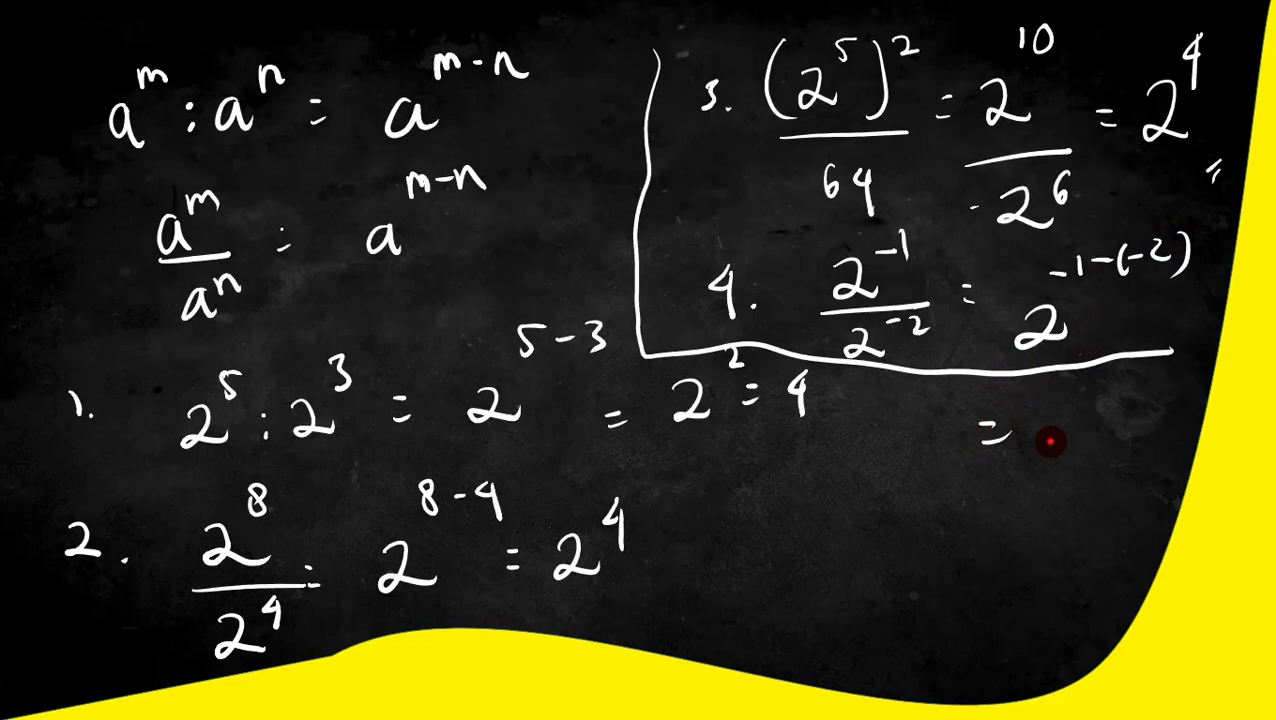 a^m : a^n = a^{m-n}
a^m / a^n = a^{m-n}
1. 2^5 : 2^3 = 2^{5-3} = 2^2 = 4
2. 2^8 / 2^4 = 2^{8-4} = 2^4
3. (2^5)^2 / 64 = 2^{10} / 2^6 = 2^4
4. 2^{-1} / 2^{-2} = 2^{-1-(-2)}
=